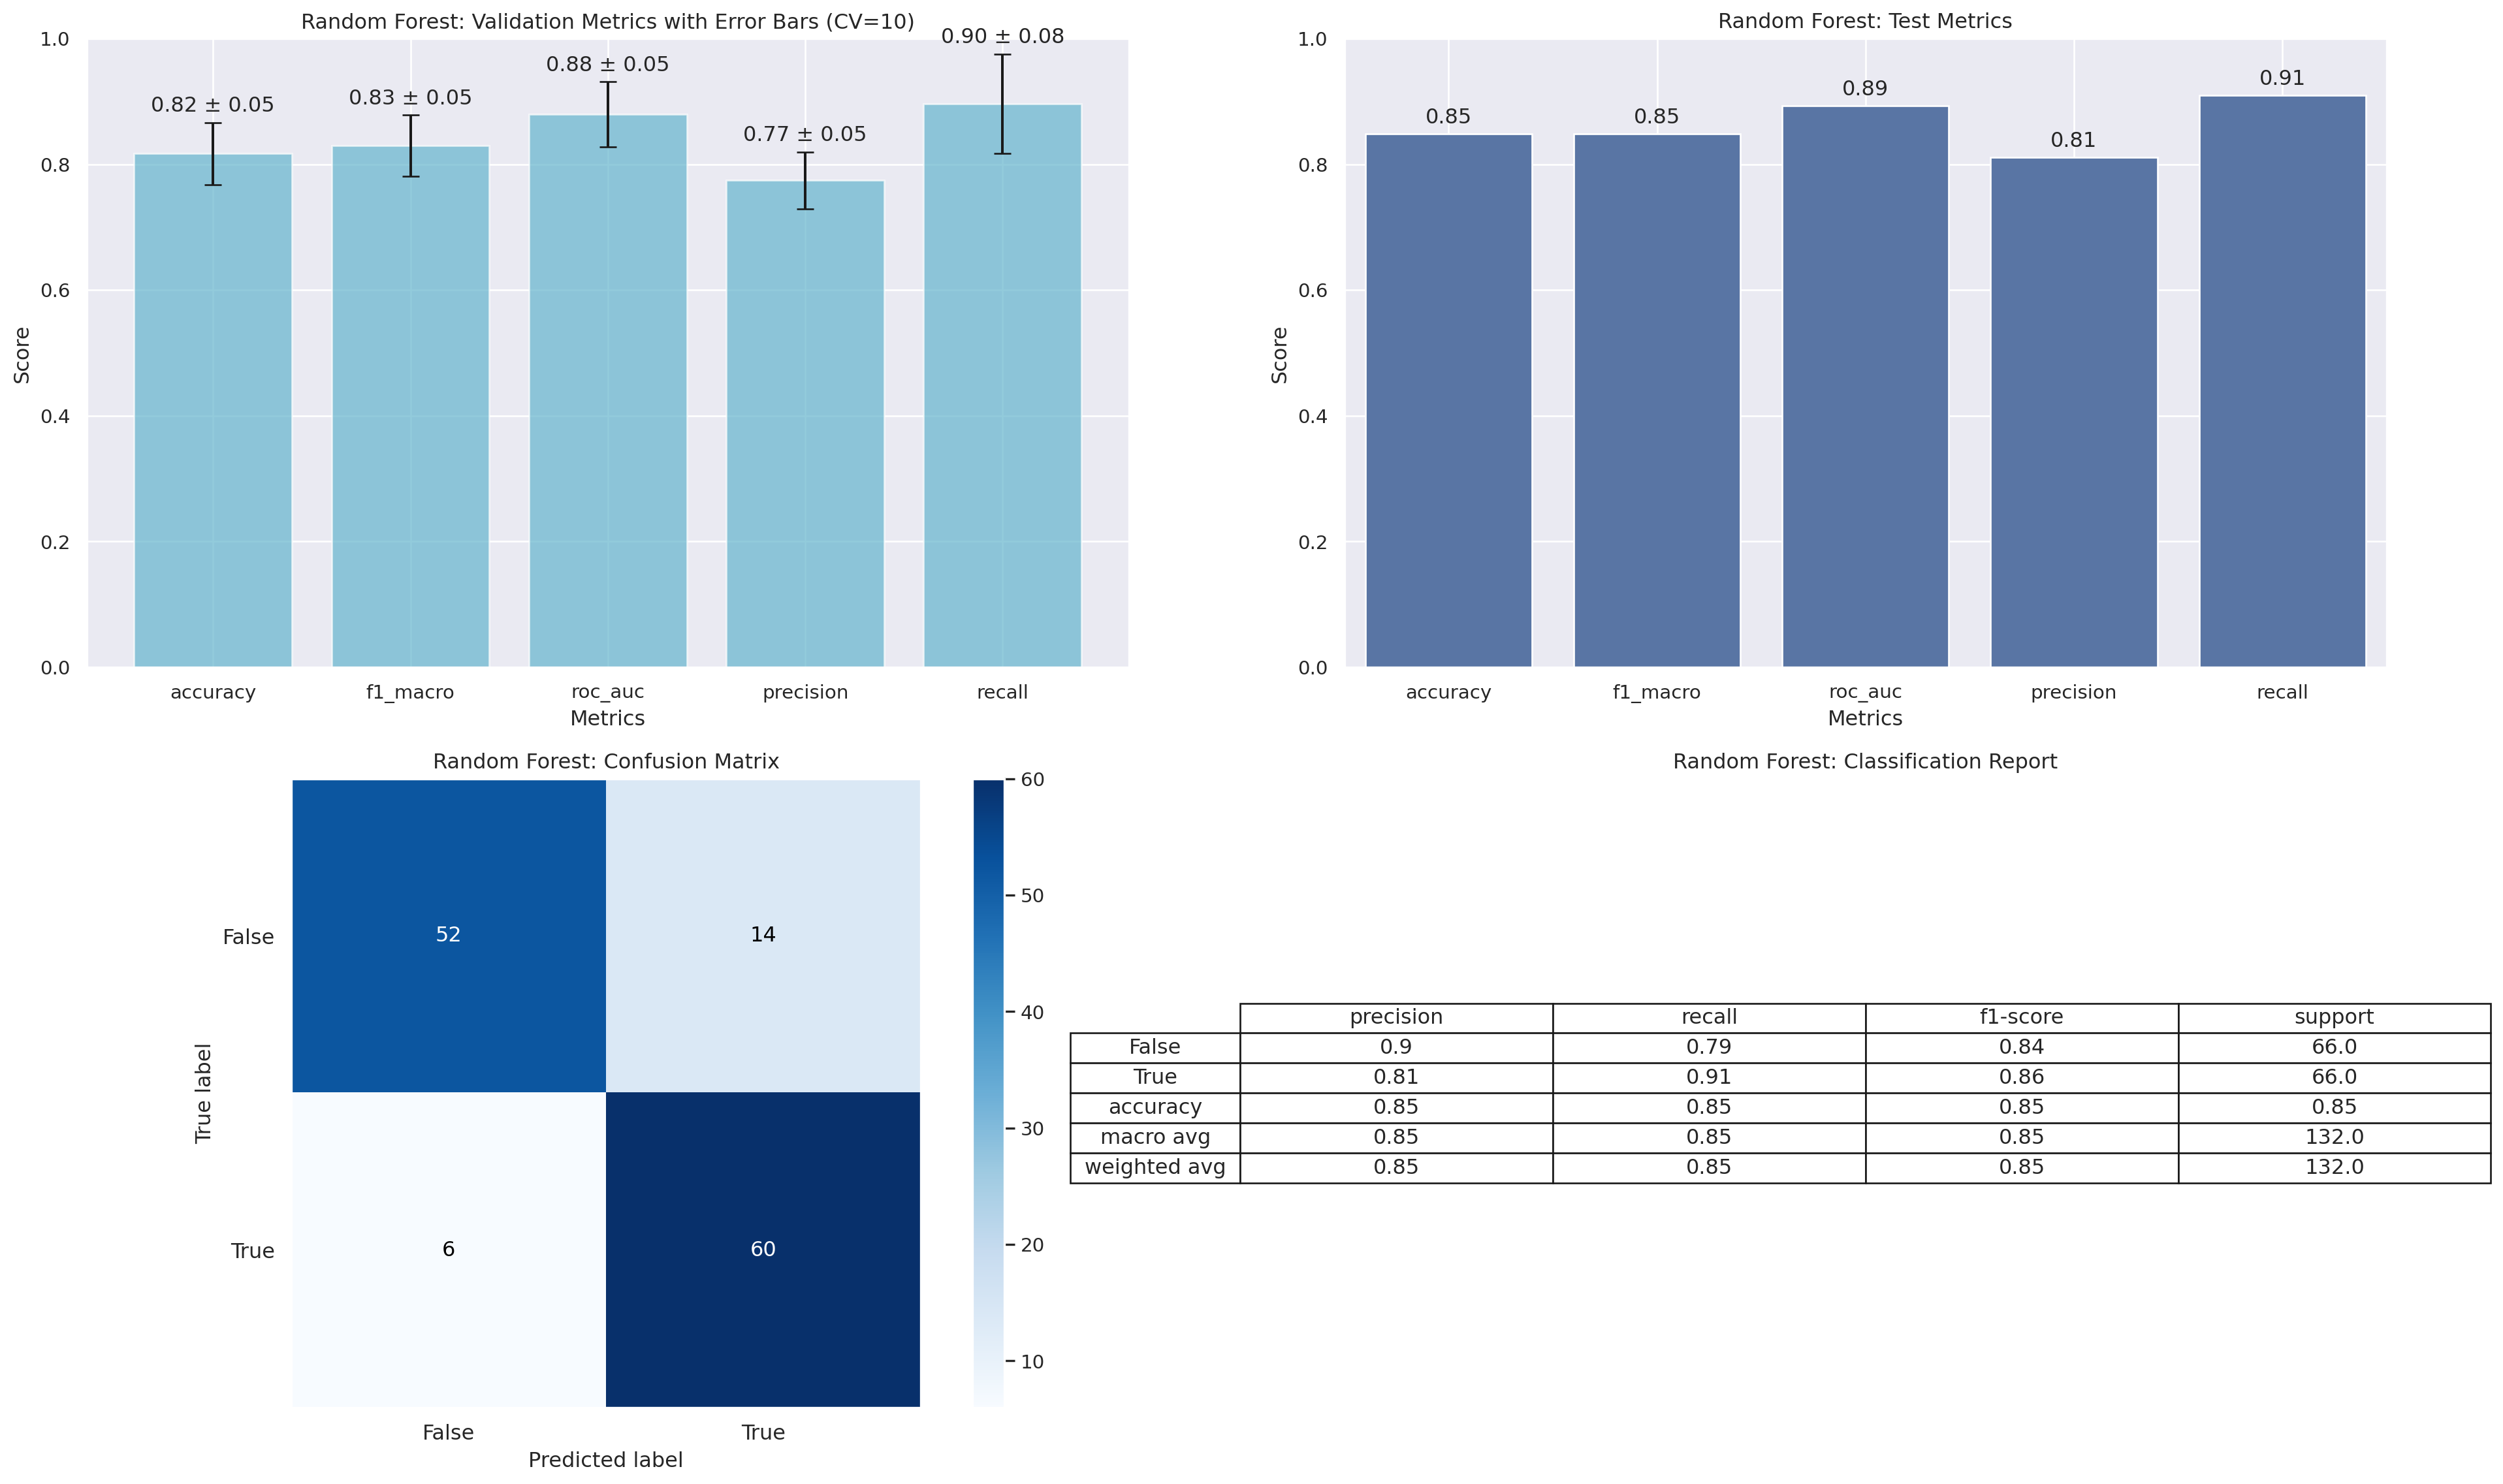 Random Forest: Validation Metrics with Error Bars (CV=10)
1.0
0.8
0.6
0.4
0.2
0.0
Score
0.82 ± 0.05
0.83 ± 0.05
0.88 ± 0.05
0.77 ± 0.05
0.90 ± 0.08
accuracy
f1_macro
roc_auc
precision
recall
Metrics
Random Forest: Test Metrics
1.0
0.8
0.6
0.4
0.2
0.0
Score
0.85
0.85
0.89
0.81
0.91
accuracy
f1_macro
roc_auc
precision
recall
Metrics
Random Forest: Confusion Matrix
True label
False
True
52
14
6
60
False
True
Predicted label
60
50
40
30
20
10
Random Forest: Classification Report
precision recall f1-score support
False 0.9 0.79 0.84 66.0
True 0.81 0.91 0.86 66.0
accuracy 0.85 0.85 0.85 0.85
macro avg 0.85 0.85 0.85 132.0
weighted avg 0.85 0.85 0.85 132.0